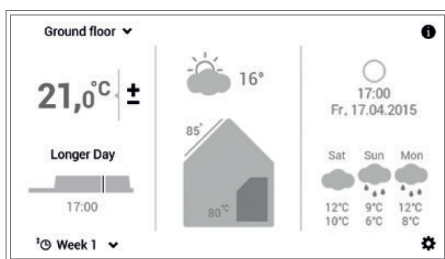 Ground floor
21,0°C ±
Longer Day
17:00
Week 1
16°
85°
80 °C
17:00
Fr, 17.04.2015
Sat Sun Mon
12°C 9°C 12°C
10°C 6°C 8°C